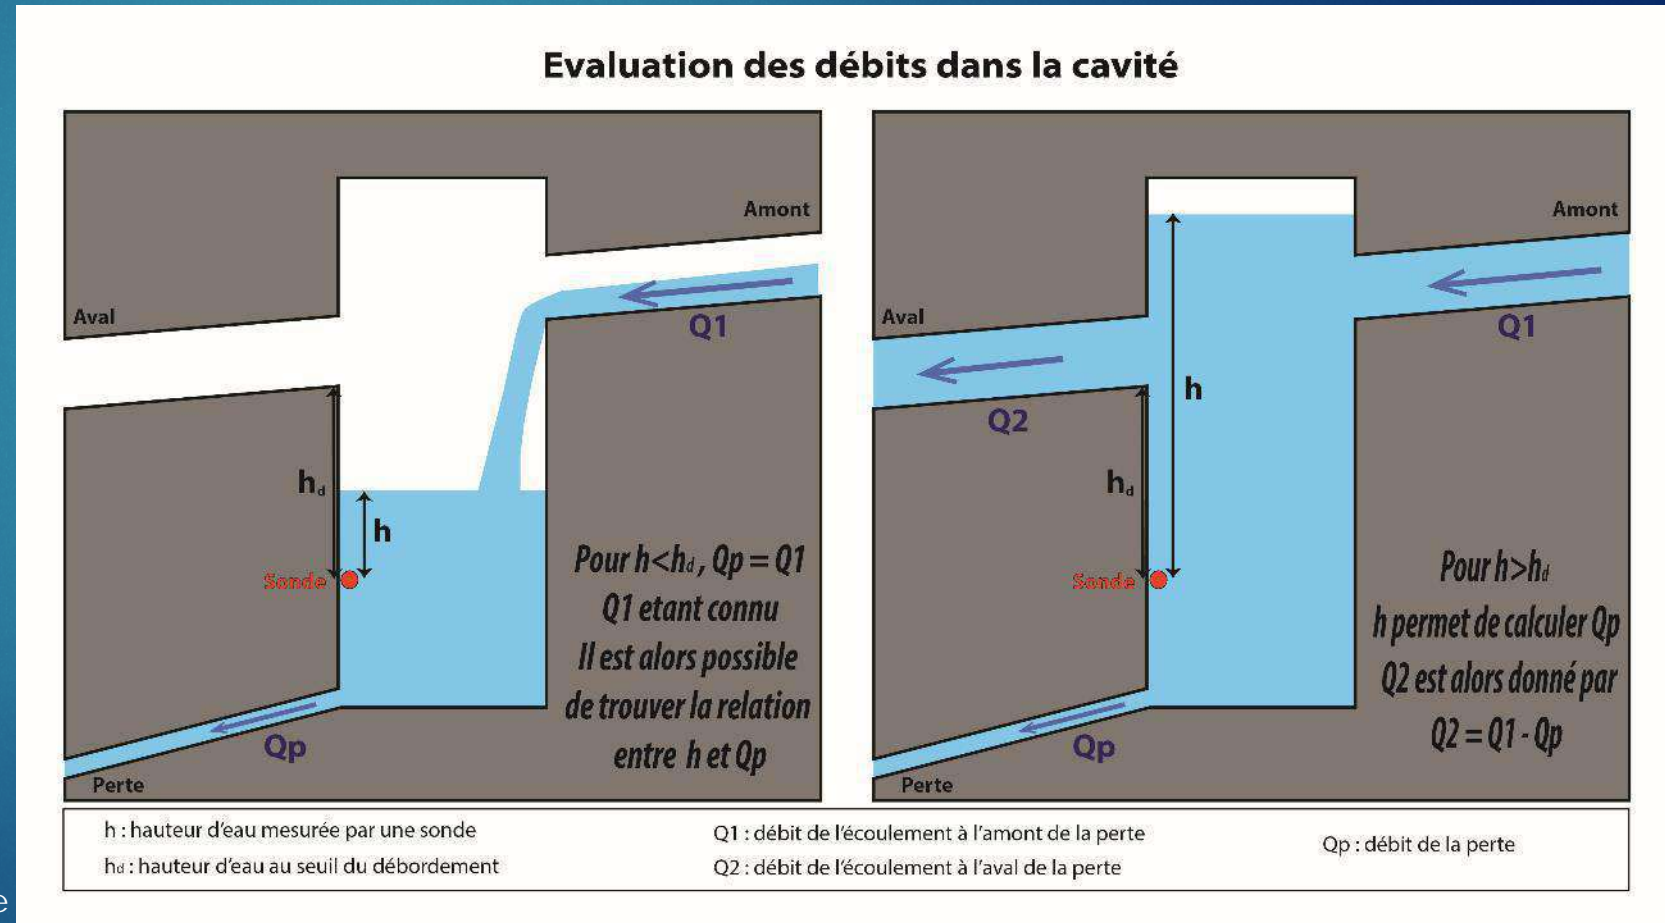 Evaluation des débits dans la cavité
Amont
Aval
Q1
hd
h
Sonde
Pour h<hd, Qp = Q1
Q1 etant connu
Il est alors possible
de trouver la relation
entre h et Qp
Qp
Perte
Amont
Aval
Q1
Q2
h
hd
Sonde
Pour h>hd
h permet de calculer Qp
Q2 est alors donné par
Q2 = Q1 - Qp
Qp
Perte
h : hauteur d'eau mesurée par une sonde
hd : hauteur d'eau au seuil du débordement
Q1 : débit de l'écoulement à l'amont de la perte
Q2 : débit de l'écoulement à l'aval de la perte
Qp : débit de la perte